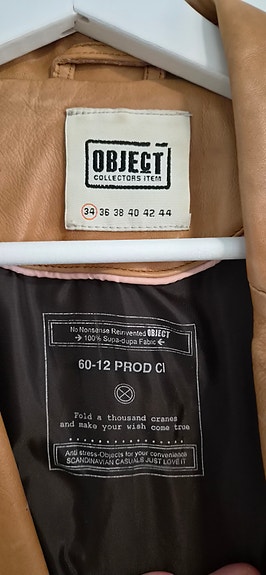 OBJECT
COLLECTORS ITEM
34 36 38 40 42 44
No Nonsense Reinvented OBJECT
→ 100% Supa-dupa Fabric ←
60-12 PROD CI
Fold a thousand cranes
and make your wish come true
Anti stress-Objects for your convenience
SCANDINAVIAN CASUALS JUST LOVE IT